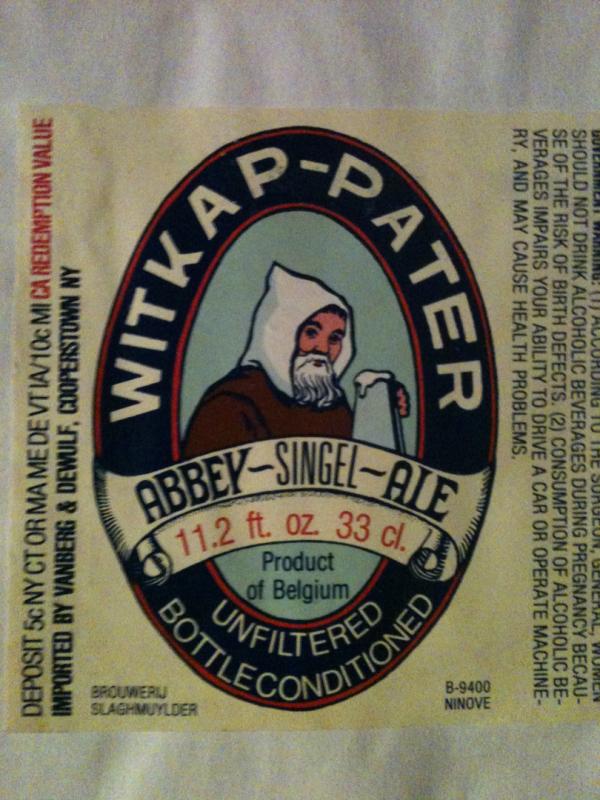 DEPOSIT 5c NY CT OR MA ME DE VT IA/10c MI CA REDEMPTION VALUE
IMPORTED BY VANBERG & DEWULF, COOPERSTOWN NY
WITKAP-PATER
ABBEY~SINGEL~ALE
11.2 ft. oz. 33 cl.
Product
of Belgium
UNFILTERED
BOTTLECONDITIONED
BROUWERIJ
SLAGHMUYLDER
B-9400
NINOVE
GOVERNMENT WARNING: (1) ACCORDING TO THE SURGEON, GENERAL, WOMEN
SHOULD NOT DRINK ALCOHOLIC BEVERAGES DURING PREGNANCY BECAU-
SE OF THE RISK OF BIRTH DEFECTS. (2) CONSUMPTION OF ALCOHOLIC BE-
VERAGES IMPAIRS YOUR ABILITY TO DRIVE A CAR OR OPERATE MACHINE-
RY, AND MAY CAUSE HEALTH PROBLEMS.